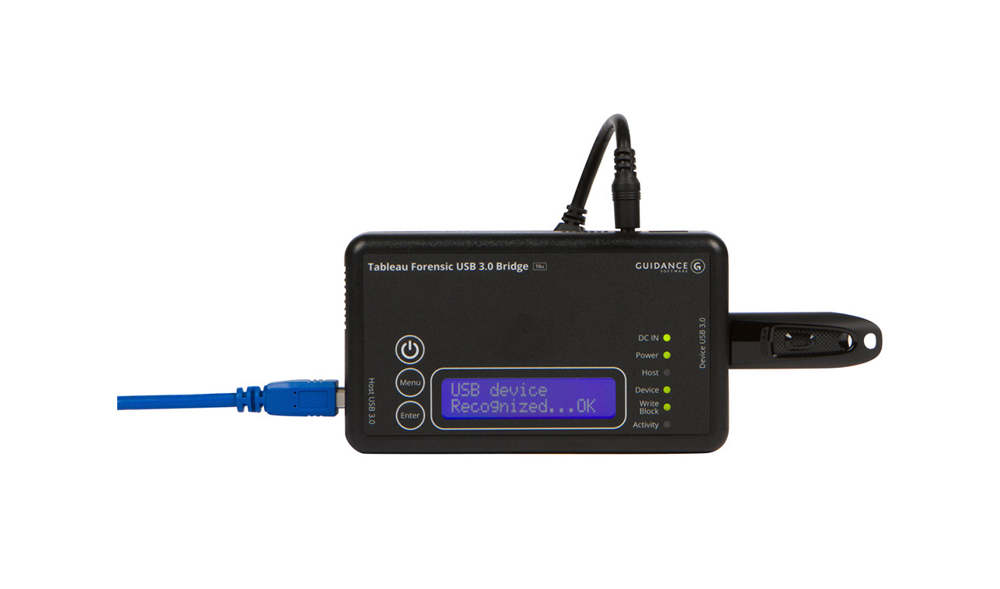 Tableau Forensic USB 3.0 Bridge T8u
GUIDANCE G
SOFTWARE
Device USB 3.0
DC IN
Power
Host
Device
Write
Block
Activity
Menu
Enter
Host USB 3.0
USB device
Recognized...OK